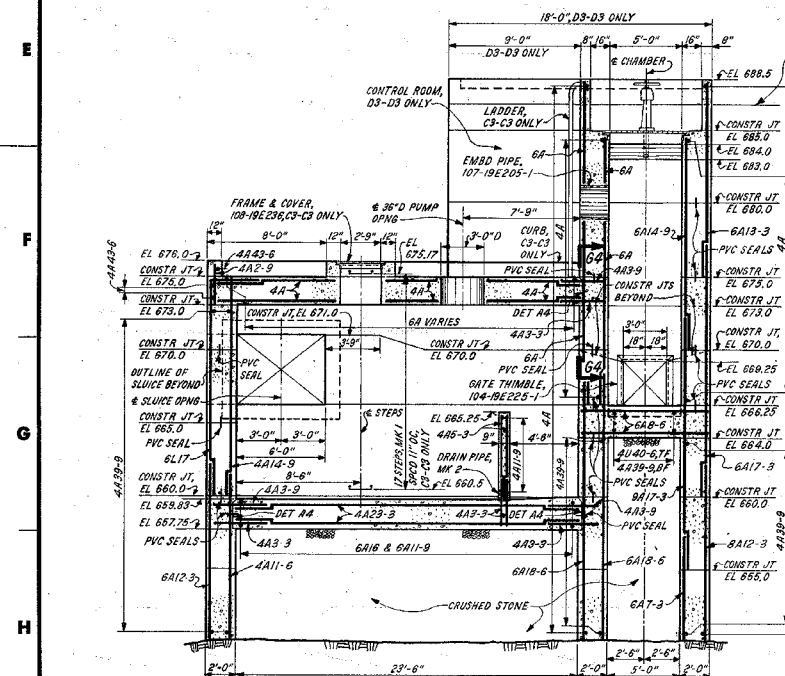 18'-0", D3-D3 ONLY
E
9'-0"
8"
16"
5'-0"
16"
8"
D3-D3 ONLY
℄ CHAMBER
EL 688.5
CONTROL ROOM,
D3-D3 ONLY
LADDER,
C3-C3 ONLY
CONSTR JT
EL 685.0
EL 684.0
EL 683.0
6A
EMBD PIPE,
107-19E205-1
6A
CONSTR JT
EL 680.0
FRAME & COVER,
108-19E236, C3-C3 ONLY
℄ 36"D PUMP
OPNG
7'-9"
4A
6A14-9
6A13-3
4A
12"
8'-0"
12"
2'-9"
12"
EL
675.17
3'-0"D
CURB,
C3-C3
ONLY
F
G4
6A
PVC SEALS
4A43-6
EL 676.0
4A43-6
CONSTR JT
4A2-9
EL 675.0
PVC SEAL
4A3-9
CONSTR JTS
BEYOND
CONSTR JT
EL 675.0
CONSTR JT
EL 673.0
4A
4A
DET A4
CONSTR JT
EL 673.0
CONSTR JT, EL 671.0
6A VARIES
4A3-3
3'-0"
CONSTR JT,
EL 670.0
CONSTR JT
EL 670.0
3'-9"
CONSTR JT
EL 670.0
6A
18"
18"
PVC SEAL
PVC SEAL
G4
EL 669.25
OUTLINE OF
SLUICE BEYOND
GATE THIMBLE,
104-19E225-1
PVC SEALS
℄ SLUICE OPNG
℄ STEPS
4A
CONSTR JT
EL 666.25
CONSTR JT
EL 665.0
EL 665.25
6A8-6
G
PVC SEAL
3'-0"
3'-0"
4A5-3
CONSTR JT
EL 664.0
6'-0"
17 STEPS, MK 1
SPCD 11" OC,
C3-C3 ONLY
9"
4'-6"
4U40-6, TF
4A39-9, BF
6L17
8'-6"
DRAIN PIPE,
MK 2
4A11-9
4A39-9
6A17-3
4A39-9
4A14-9
PVC SEALS
CONSTR JT,
EL 660.0
4A3-9
EL 660.5
9A17-3
CONSTR JT
EL 660.0
EL 659.83
4A3-9
EL 657.75
DET A4
4A23-3
4A3-3
DET A4
PVC SEAL
PVC SEALS
4A3-3
4A3-3
8A12-3
4A39-9
4A11-6
6A16 & 6A11-9
6A12-3
6A18-6
6A18-6
CONSTR JT
EL 655.0
6A7-3
CRUSHED STONE
H
2'-6"
2'-6"
2'-0"
23'-6"
2'-0"
5'-0"
2'-0"